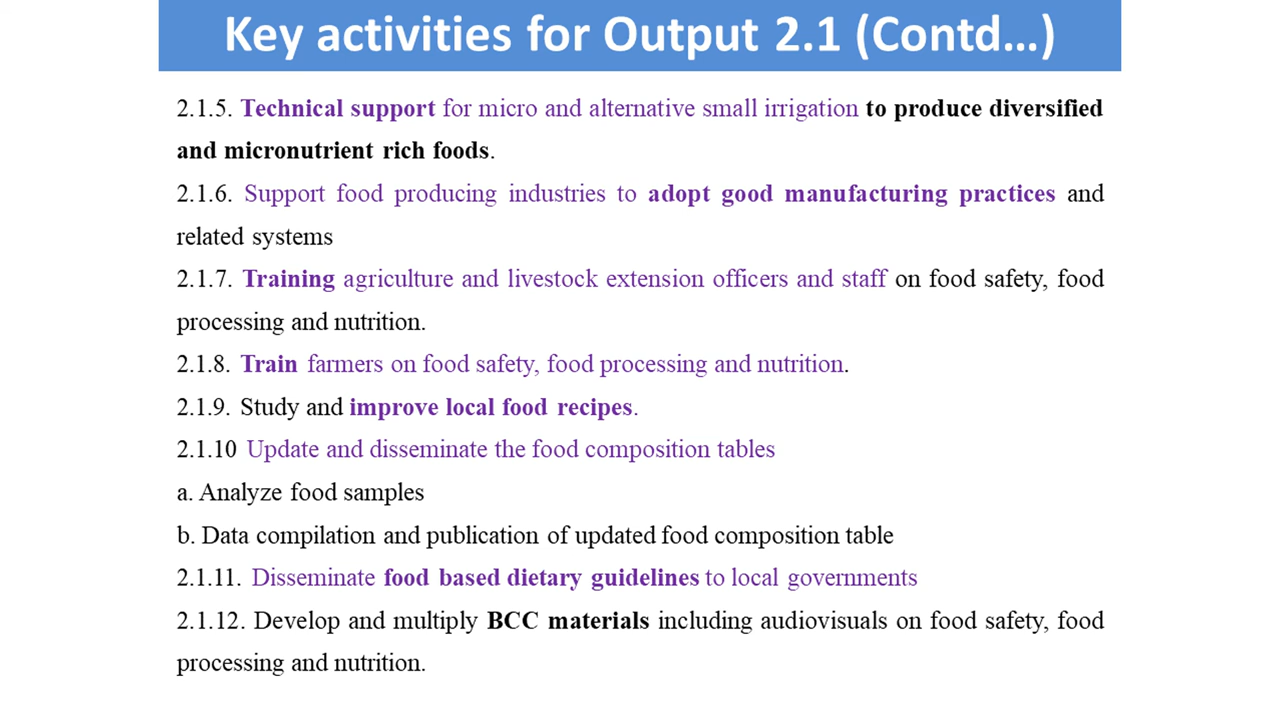 Key activities for Output 2.1 (Contd…)
2.1.5. Technical support for micro and alternative small irrigation to produce diversified
and micronutrient rich foods.
2.1.6. Support food producing industries to adopt good manufacturing practices and
related systems
2.1.7. Training agriculture and livestock extension officers and staff on food safety, food
processing and nutrition.
2.1.8. Train farmers on food safety, food processing and nutrition.
2.1.9. Study and improve local food recipes.
2.1.10 Update and disseminate the food composition tables
a. Analyze food samples
b. Data compilation and publication of updated food composition table
2.1.11. Disseminate food based dietary guidelines to local governments
2.1.12. Develop and multiply BCC materials including audiovisuals on food safety, food
processing and nutrition.